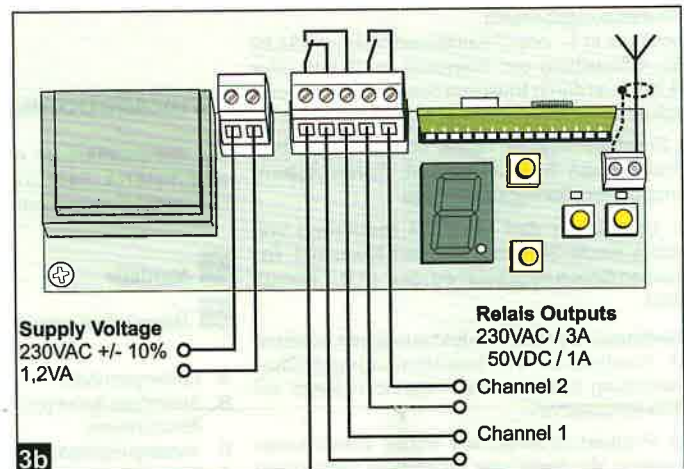 Supply Voltage
230VAC +/- 10%
1,2VA
Relais Outputs
230VAC / 3A
50VDC / 1A
Channel 2
Channel 1
3b